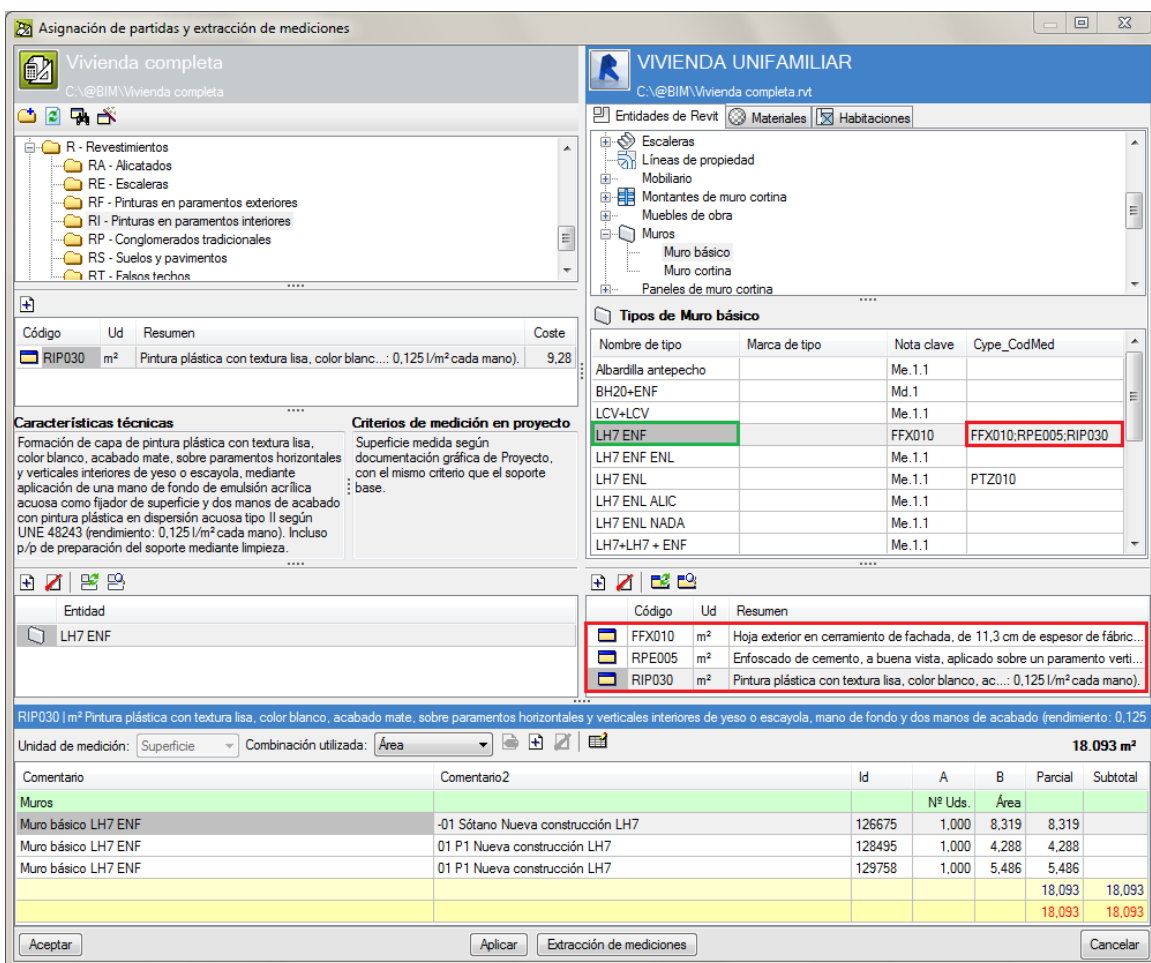 Asignación de partidas y extracción de mediciones
Vivienda completa
C:\@BIM\Vivienda completa
R - Revestimientos
RA - Alicatados
RE - Escaleras
RF - Pinturas en paramentos exteriores
RI - Pinturas en paramentos interiores
RP - Conglomerados tradicionales
RS - Suelos y pavimentos
RT - Falsos techos
Código Ud Resumen Coste
RIP030 m² Pintura plástica con textura lisa, color blanc...: 0,125 l/m² cada mano). 9,28
Características técnicas
Formación de capa de pintura plástica con textura lisa,
color blanco, acabado mate, sobre paramentos horizontales
y verticales interiores de yeso o escayola, mediante
aplicación de una mano de fondo de emulsión acrílica
acuosa como fijador de superficie y dos manos de acabado
con pintura plástica en dispersión acuosa tipo II según
UNE 48243 (rendimiento: 0,125 l/m² cada mano). Incluso
p/p de preparación del soporte mediante limpieza.
Criterios de medición en proyecto
Superficie medida según
documentación gráfica de Proyecto,
con el mismo criterio que el soporte
base.
Entidad
LH7 ENF
VIVIENDA UNIFAMILIAR
C:\@BIM\Vivienda completa.rvt
Entidades de Revit Materiales Habitaciones
Escaleras
Líneas de propiedad
Mobiliario
Montantes de muro cortina
Muebles de obra
Muros
Muro básico
Muro cortina
Paneles de muro cortina
Tipos de Muro básico
Nombre de tipo Marca de tipo Nota clave Cype_CodMed
Albardilla antepecho Me.1.1
BH20+ENF Md.1
LCV+LCV Me.1.1
LH7 ENF FFX010 FFX010;RPE005;RIP030
LH7 ENF ENL Me.1.1
LH7 ENL Me.1.1 PTZ010
LH7 ENL ALIC Me.1.1
LH7 ENL NADA Me.1.1
LH7+LH7 + ENF Me.1.1
Código Ud Resumen
FFX010 m² Hoja exterior en cerramiento de fachada, de 11,3 cm de espesor de fábric...
RPE005 m² Enfoscado de cemento, a buena vista, aplicado sobre un paramento verti...
RIP030 m² Pintura plástica con textura lisa, color blanco, ac...: 0,125 l/m² cada mano).
RIP030 | m² Pintura plástica con textura lisa, color blanco, acabado mate, sobre paramentos horizontales y verticales interiores de yeso o escayola, mano de fondo y dos manos de acabado (rendimiento: 0,125
Unidad de medición: Superficie Combinación utilizada: Área 18.093 m²
Comentario Comentario2 Id A B Parcial Subtotal
Muros Nº Uds. Área
Muro básico LH7 ENF -01 Sótano Nueva construcción LH7 126675 1,000 8,319 8,319
Muro básico LH7 ENF 01 P1 Nueva construcción LH7 128495 1,000 4,288 4,288
Muro básico LH7 ENF 01 P1 Nueva construcción LH7 129758 1,000 5,486 5,486
18,093 18,093
18,093 18,093
Aceptar Aplicar Extracción de mediciones Cancelar